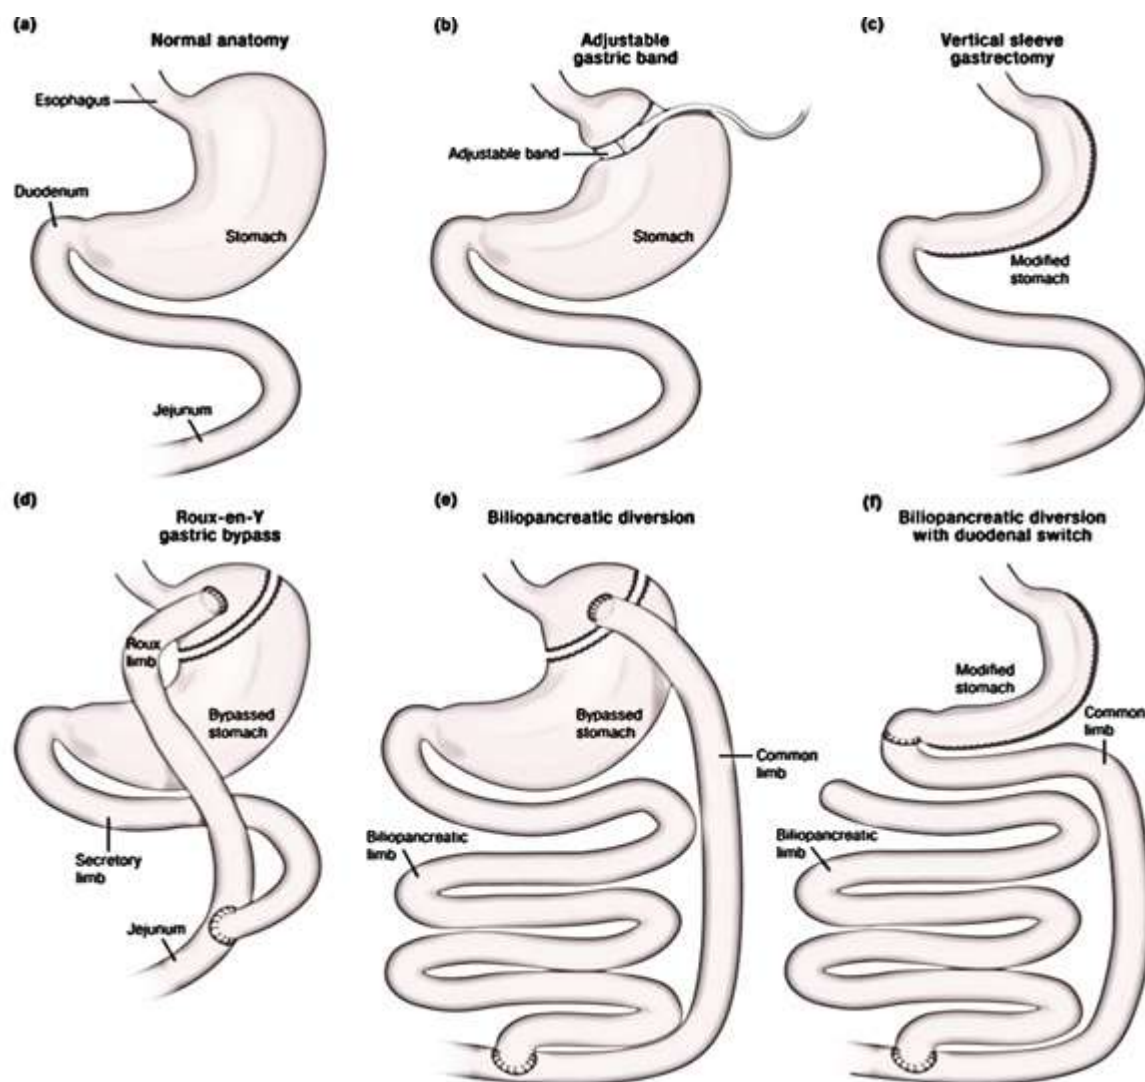 (a)
Normal anatomy
Esophagus
Duodenum
Stomach
Jejunum
(b)
Adjustable
gastric band
Adjustable band
Stomach
(c)
Vertical sleeve
gastrectomy
Modified
stomach
(d)
Roux-en-Y
gastric bypass
Roux
limb
Bypassed
stomach
Secretory
limb
Jejunum
(e)
Biliopancreatic diversion
Bypassed
stomach
Common
limb
Biliopancreatic
limb
(f)
Biliopancreatic diversion
with duodenal switch
Modified
stomach
Common
limb
Biliopancreatic
limb